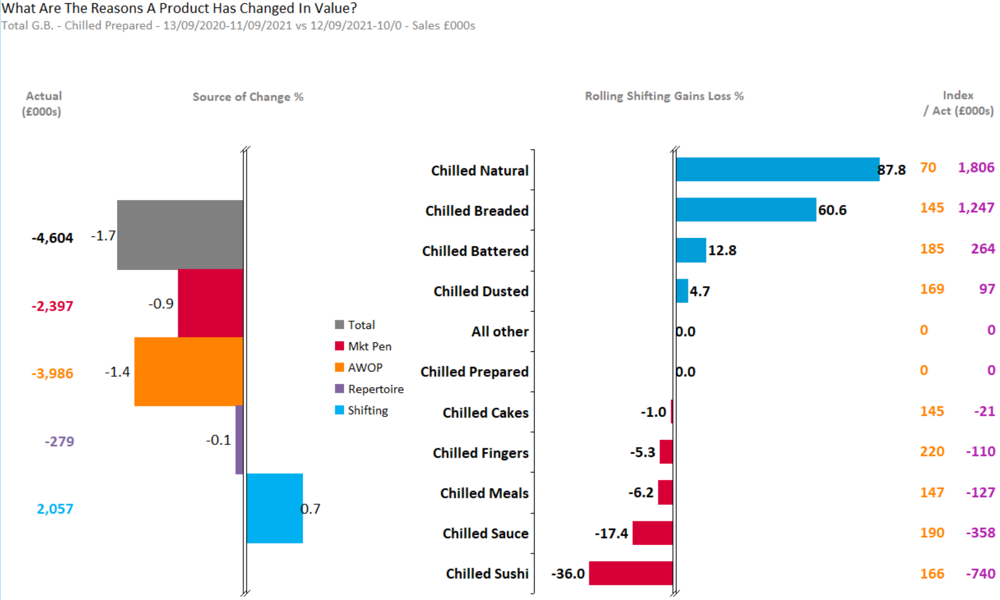 What Are The Reasons A Product Has Changed In Value?
Total G.B. - Chilled Prepared - 13/09/2020-11/09/2021 vs 12/09/2021-10/0 - Sales £000s
Actual
(£000s)
Source of Change %
-4,604
-1.7
-2,397
-0.9
-3,986
-1.4
-279
-0.1
2,057
0.7
Total
Mkt Pen
AWOP
Repertoire
Shifting
Rolling Shifting Gains Loss %
Index
/ Act (£000s)
Chilled Natural 87.8 70 1,806
Chilled Breaded 60.6 145 1,247
Chilled Battered 12.8 185 264
Chilled Dusted 4.7 169 97
All other 0.0 0 0
Chilled Prepared 0.0 0 0
Chilled Cakes -1.0 145 -21
Chilled Fingers -5.3 220 -110
Chilled Meals -6.2 147 -127
Chilled Sauce -17.4 190 -358
Chilled Sushi -36.0 166 -740